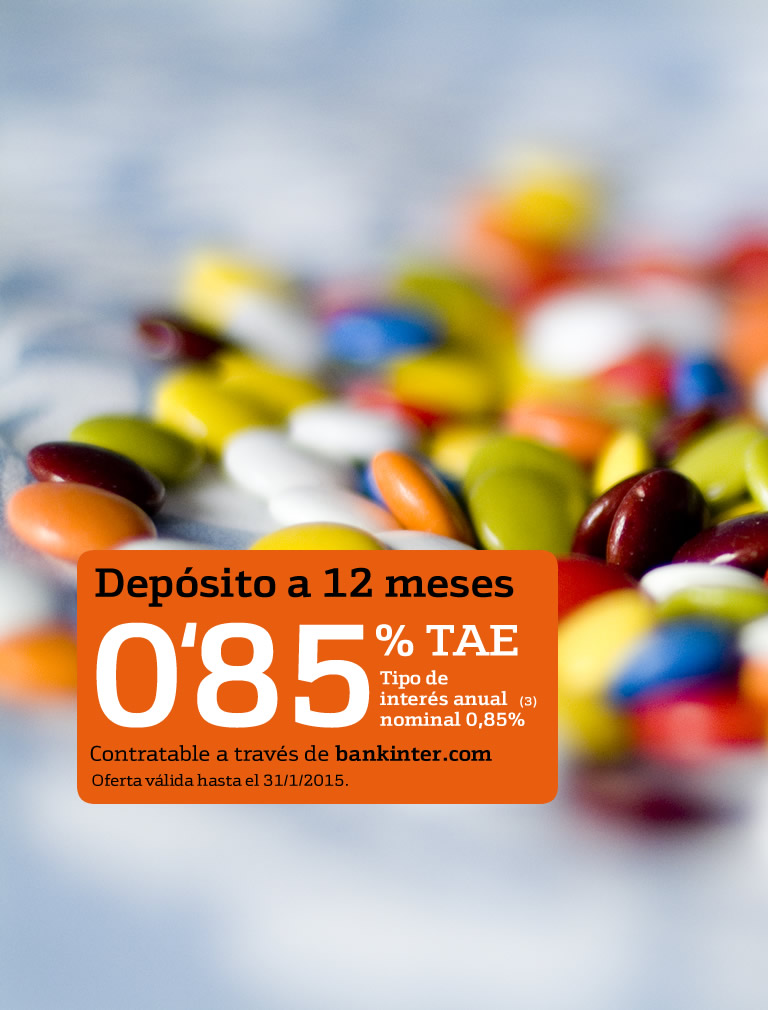 Depósito a 12 meses
0‘85% TAE
Tipo de
interés anual (3)
nominal 0,85%
Contratable a través de bankinter.com
Oferta válida hasta el 31/1/2015.